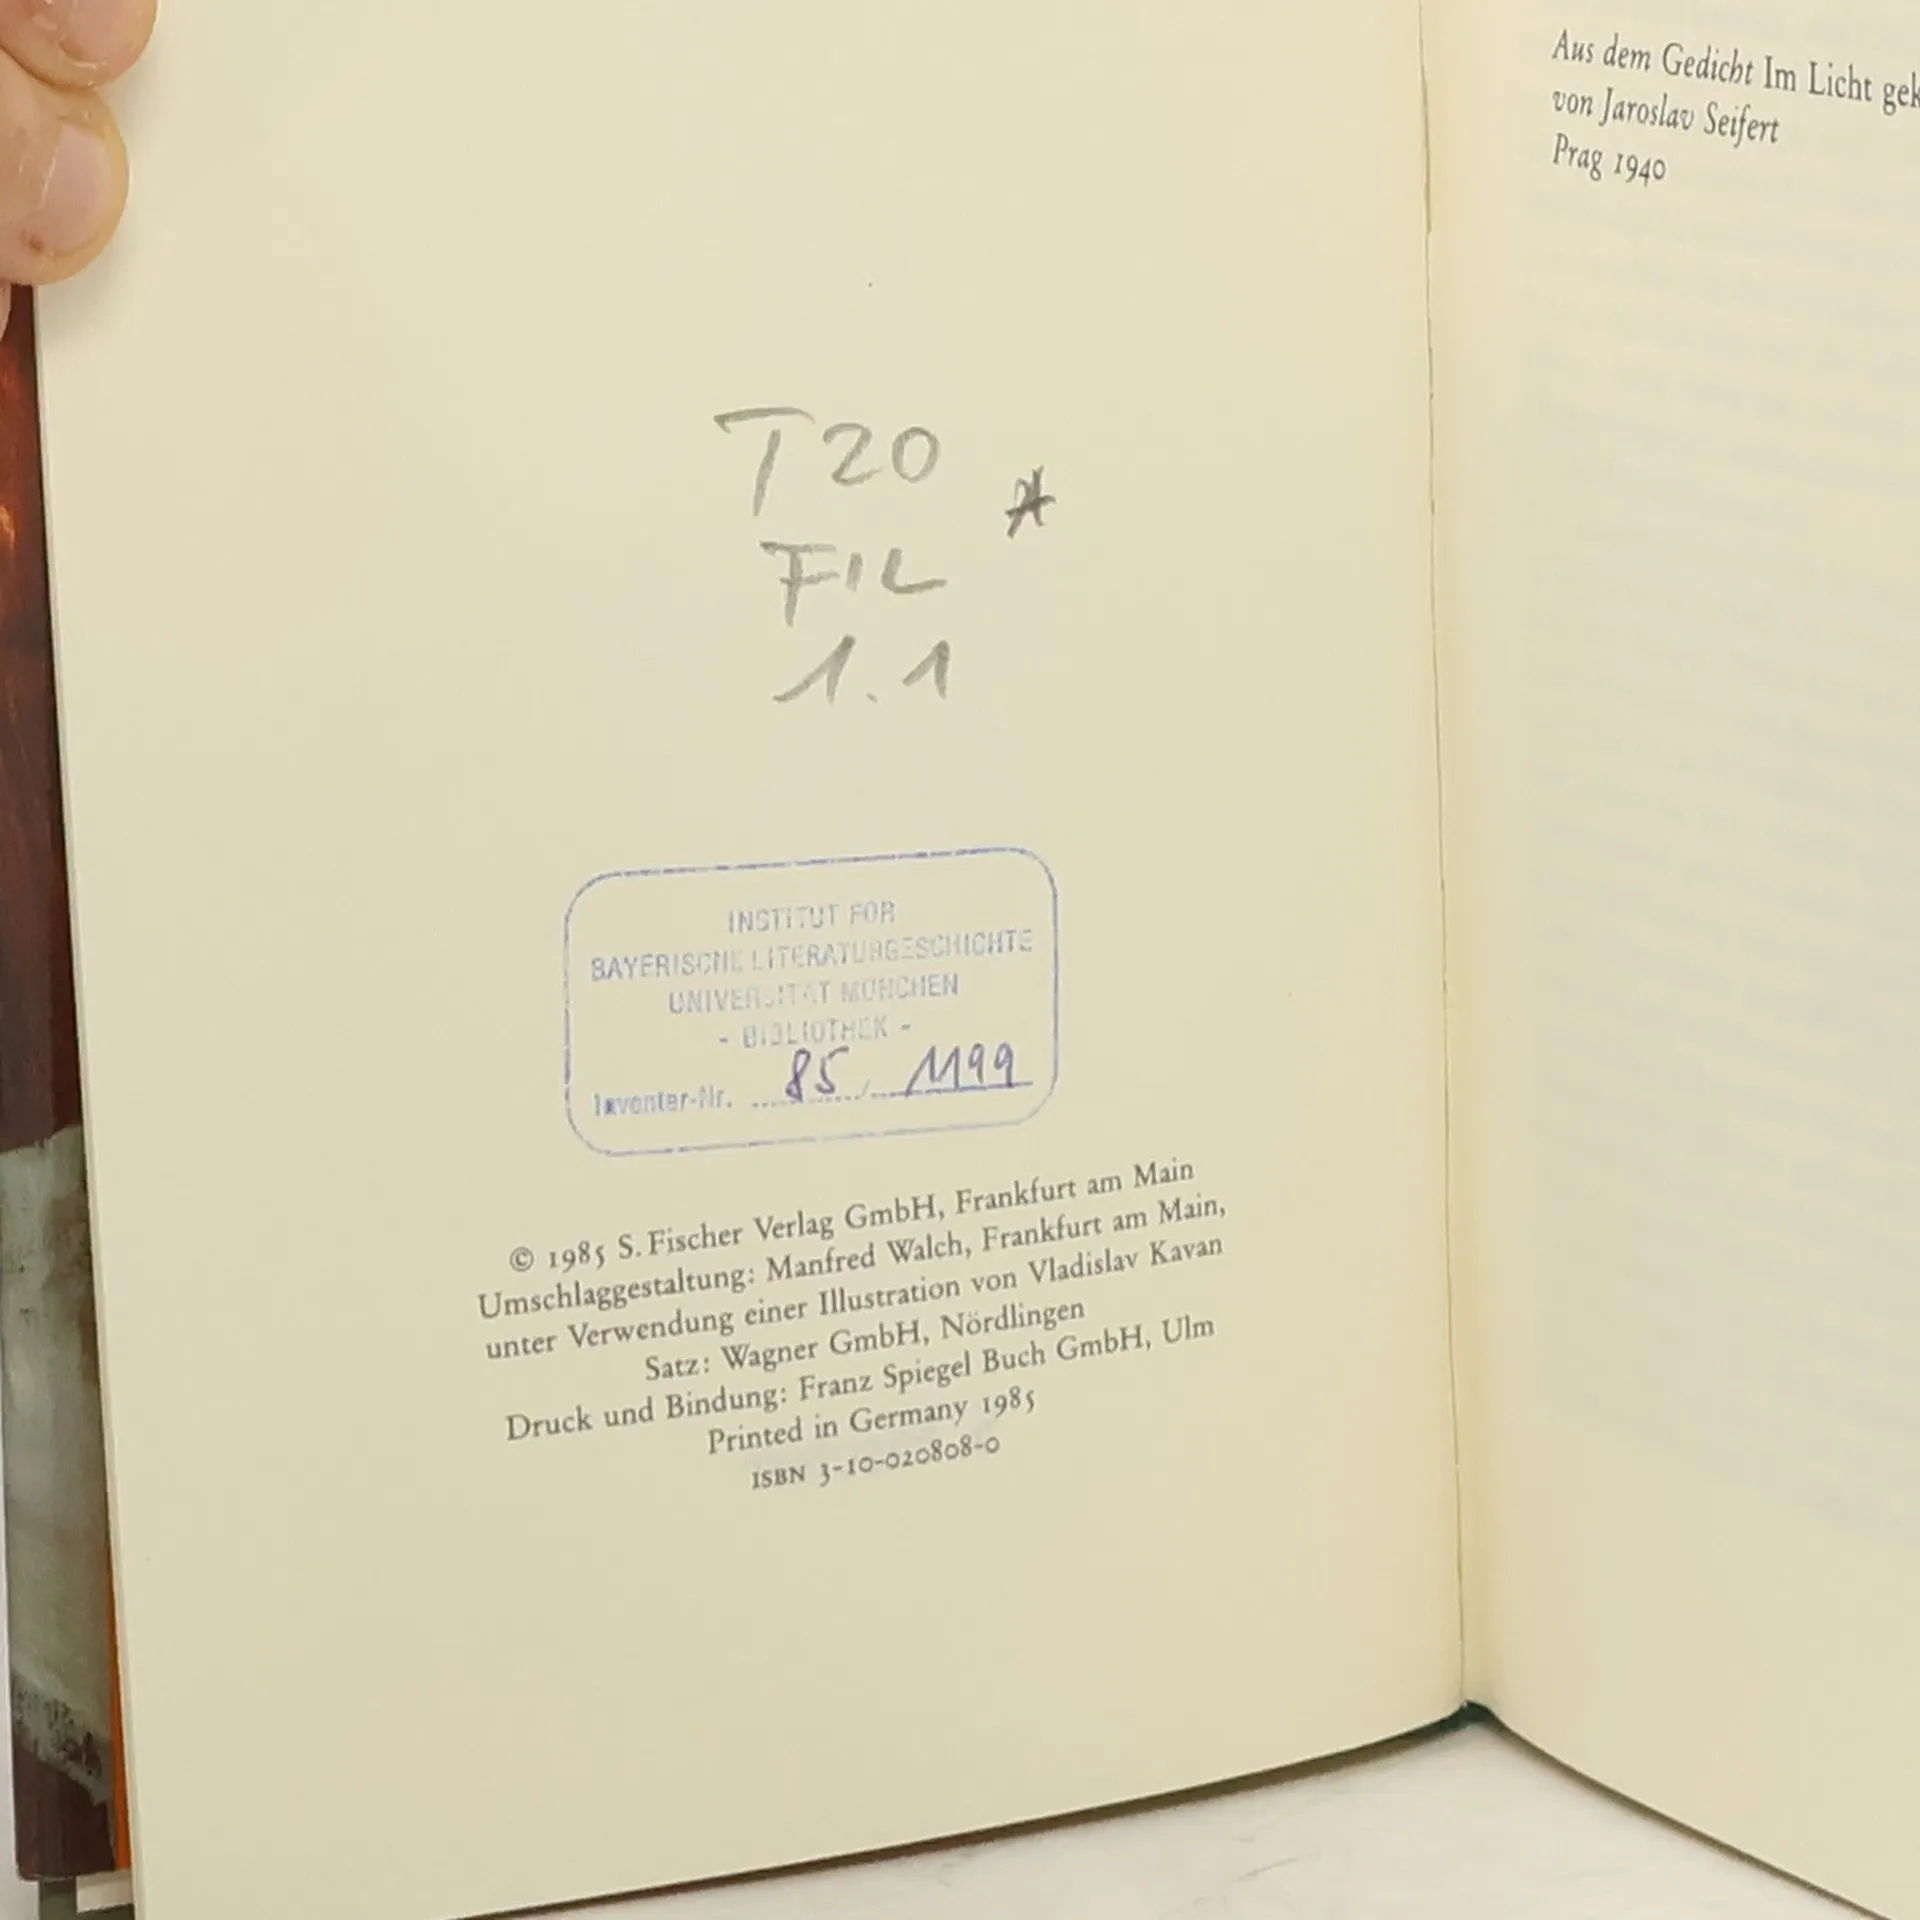 T20
*
FIL
1.1
INSTITUT FÜR
BAYERISCHE LITERATURGESCHICHTE
UNIVERSITÄT MÜNCHEN
- BIBLIOTHEK -
Inventar-Nr. 85 / 1199
© 1985 S. Fischer Verlag GmbH, Frankfurt am Main
Umschlaggestaltung: Manfred Walch, Frankfurt am Main,
unter Verwendung einer Illustration von Vladislav Kavan
Satz: Wagner GmbH, Nördlingen
Druck und Bindung: Franz Spiegel Buch GmbH, Ulm
Printed in Germany 1985
ISBN 3-10-020808-0
Aus dem Gedicht Im Licht gek
von Jaroslav Seifert
Prag 1940